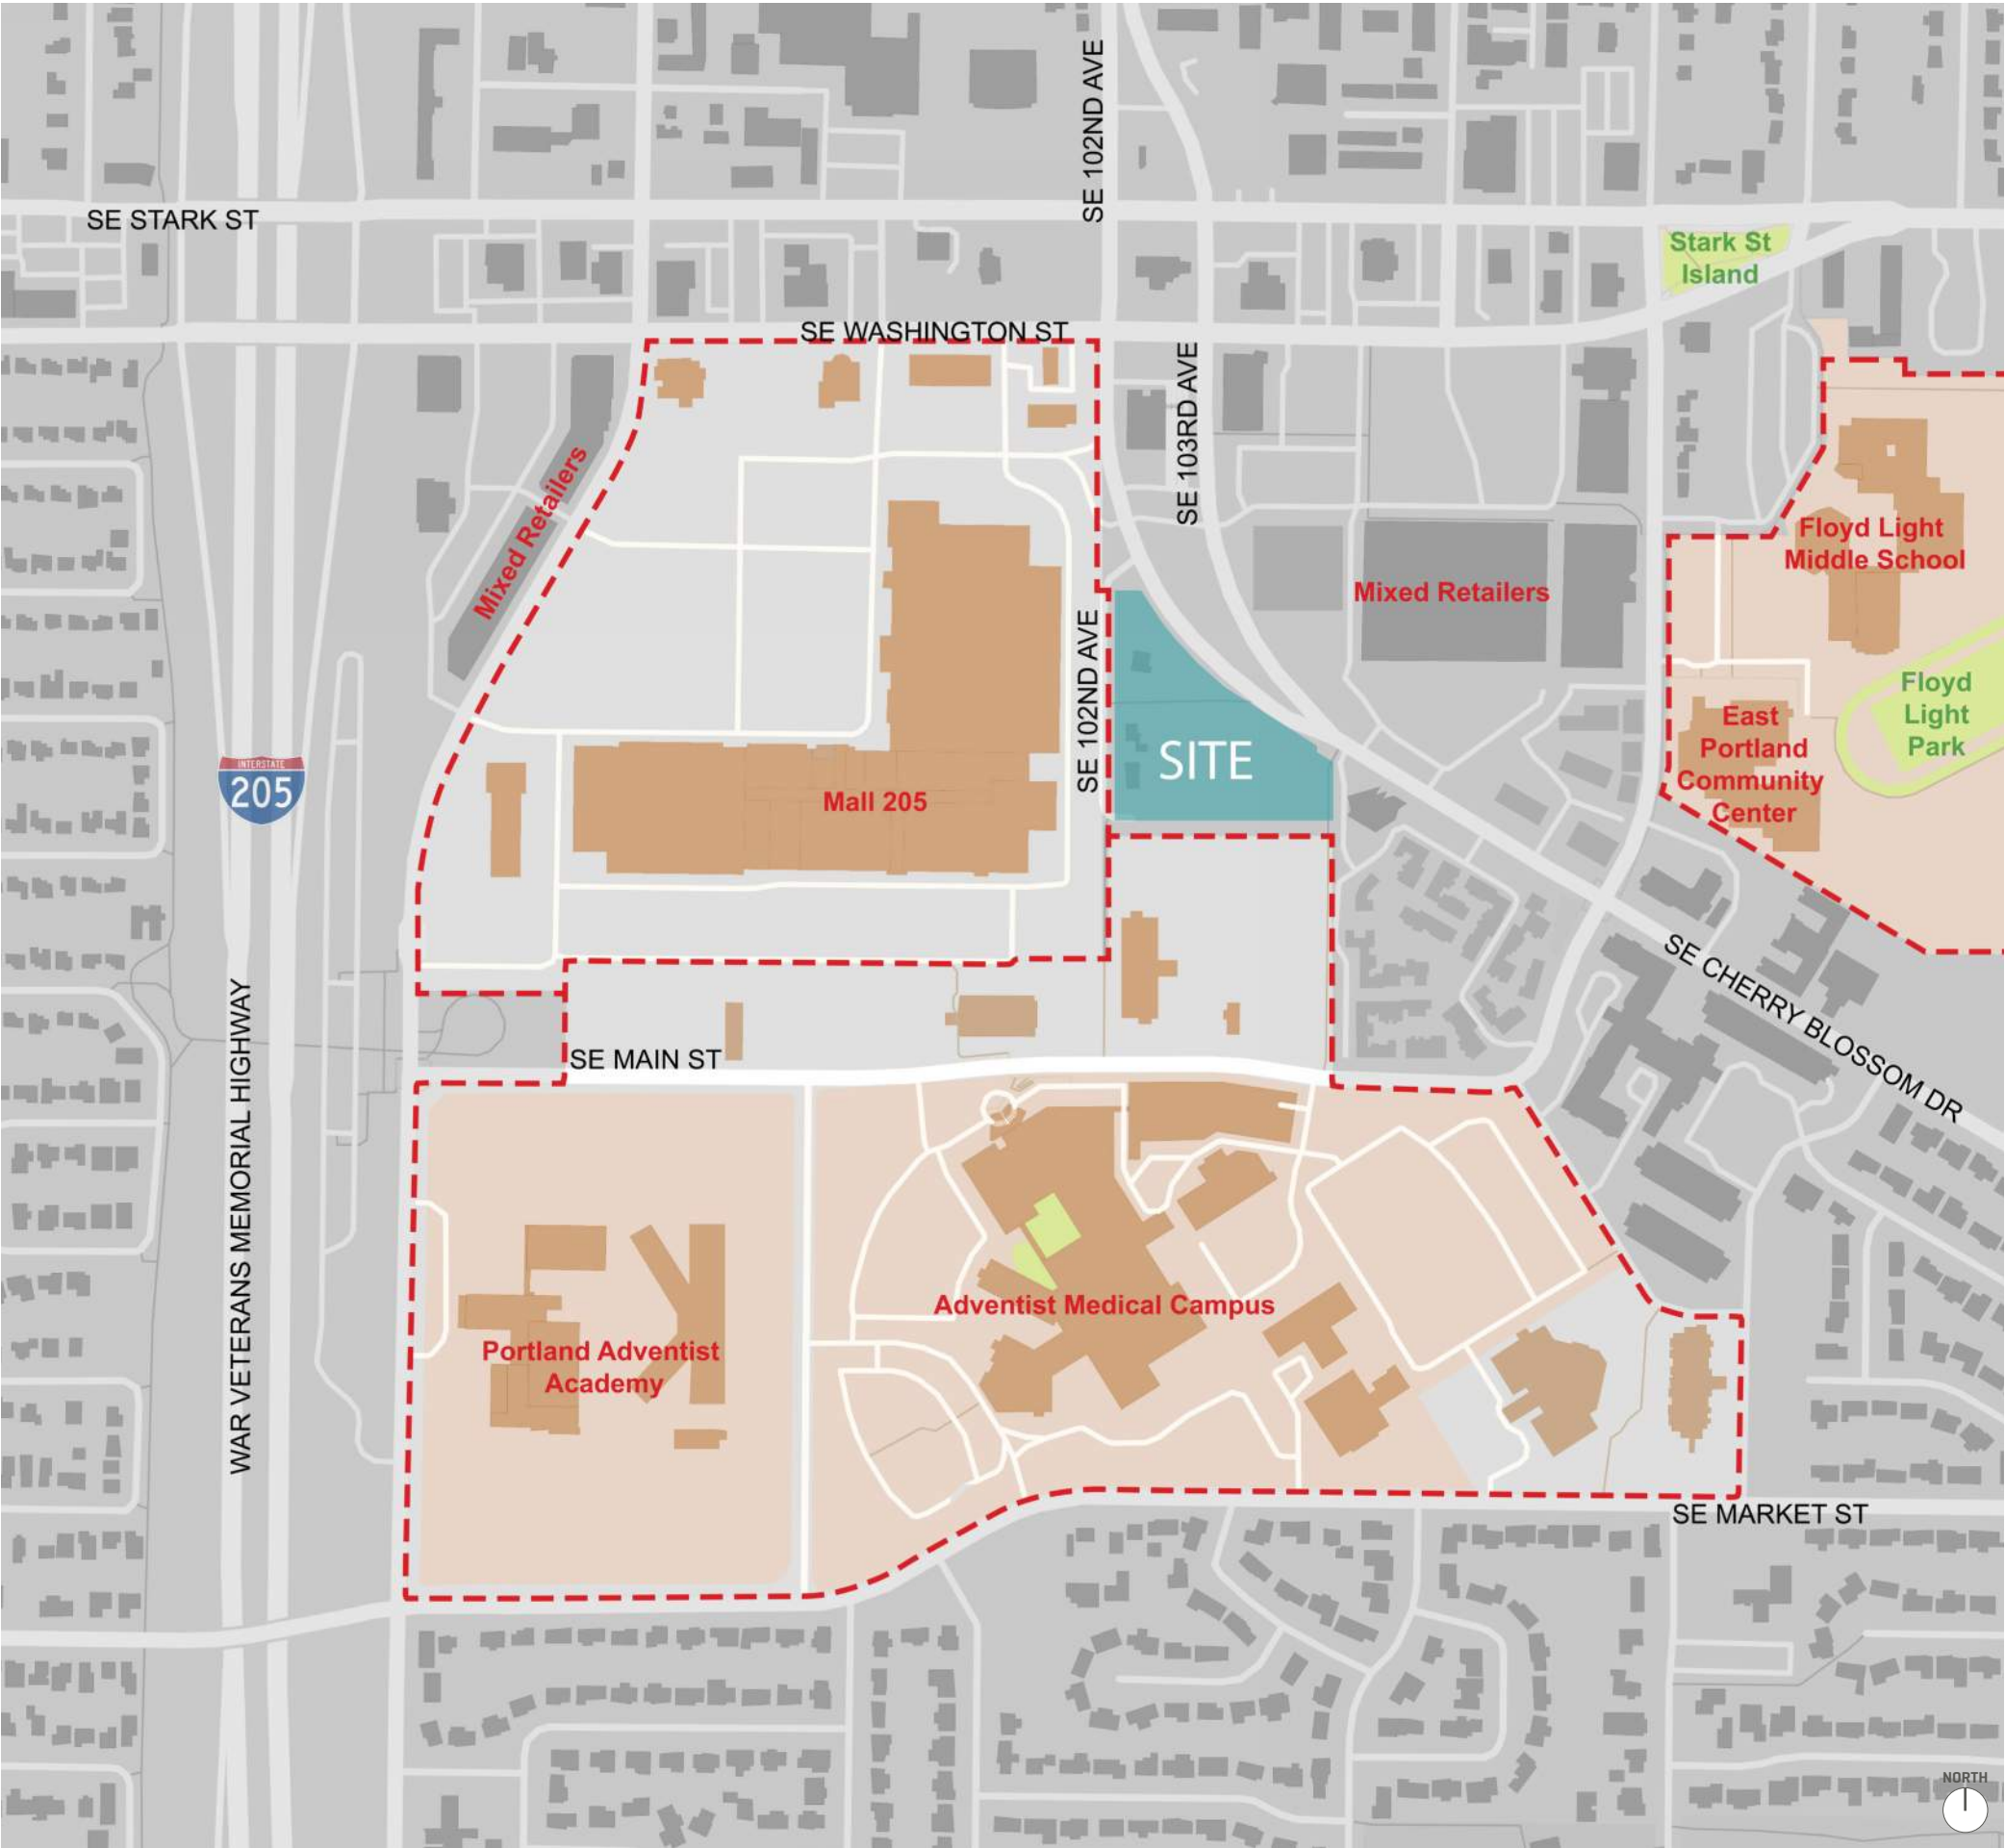 SE 102ND AVE
SE STARK ST
Stark St
Island
SE WASHINGTON ST
SE 103RD AVE
Mixed Retailers
Floyd Light
Middle School
Mixed Retailers
SE 102ND AVE
Floyd
Light
Park
East
Portland
Community
Center
SITE
INTERSTATE
205
Mall 205
SE CHERRY BLOSSOM DR
WAR VETERANS MEMORIAL HIGHWAY
SE MAIN ST
Adventist Medical Campus
Portland Adventist
Academy
SE MARKET ST
NORTH